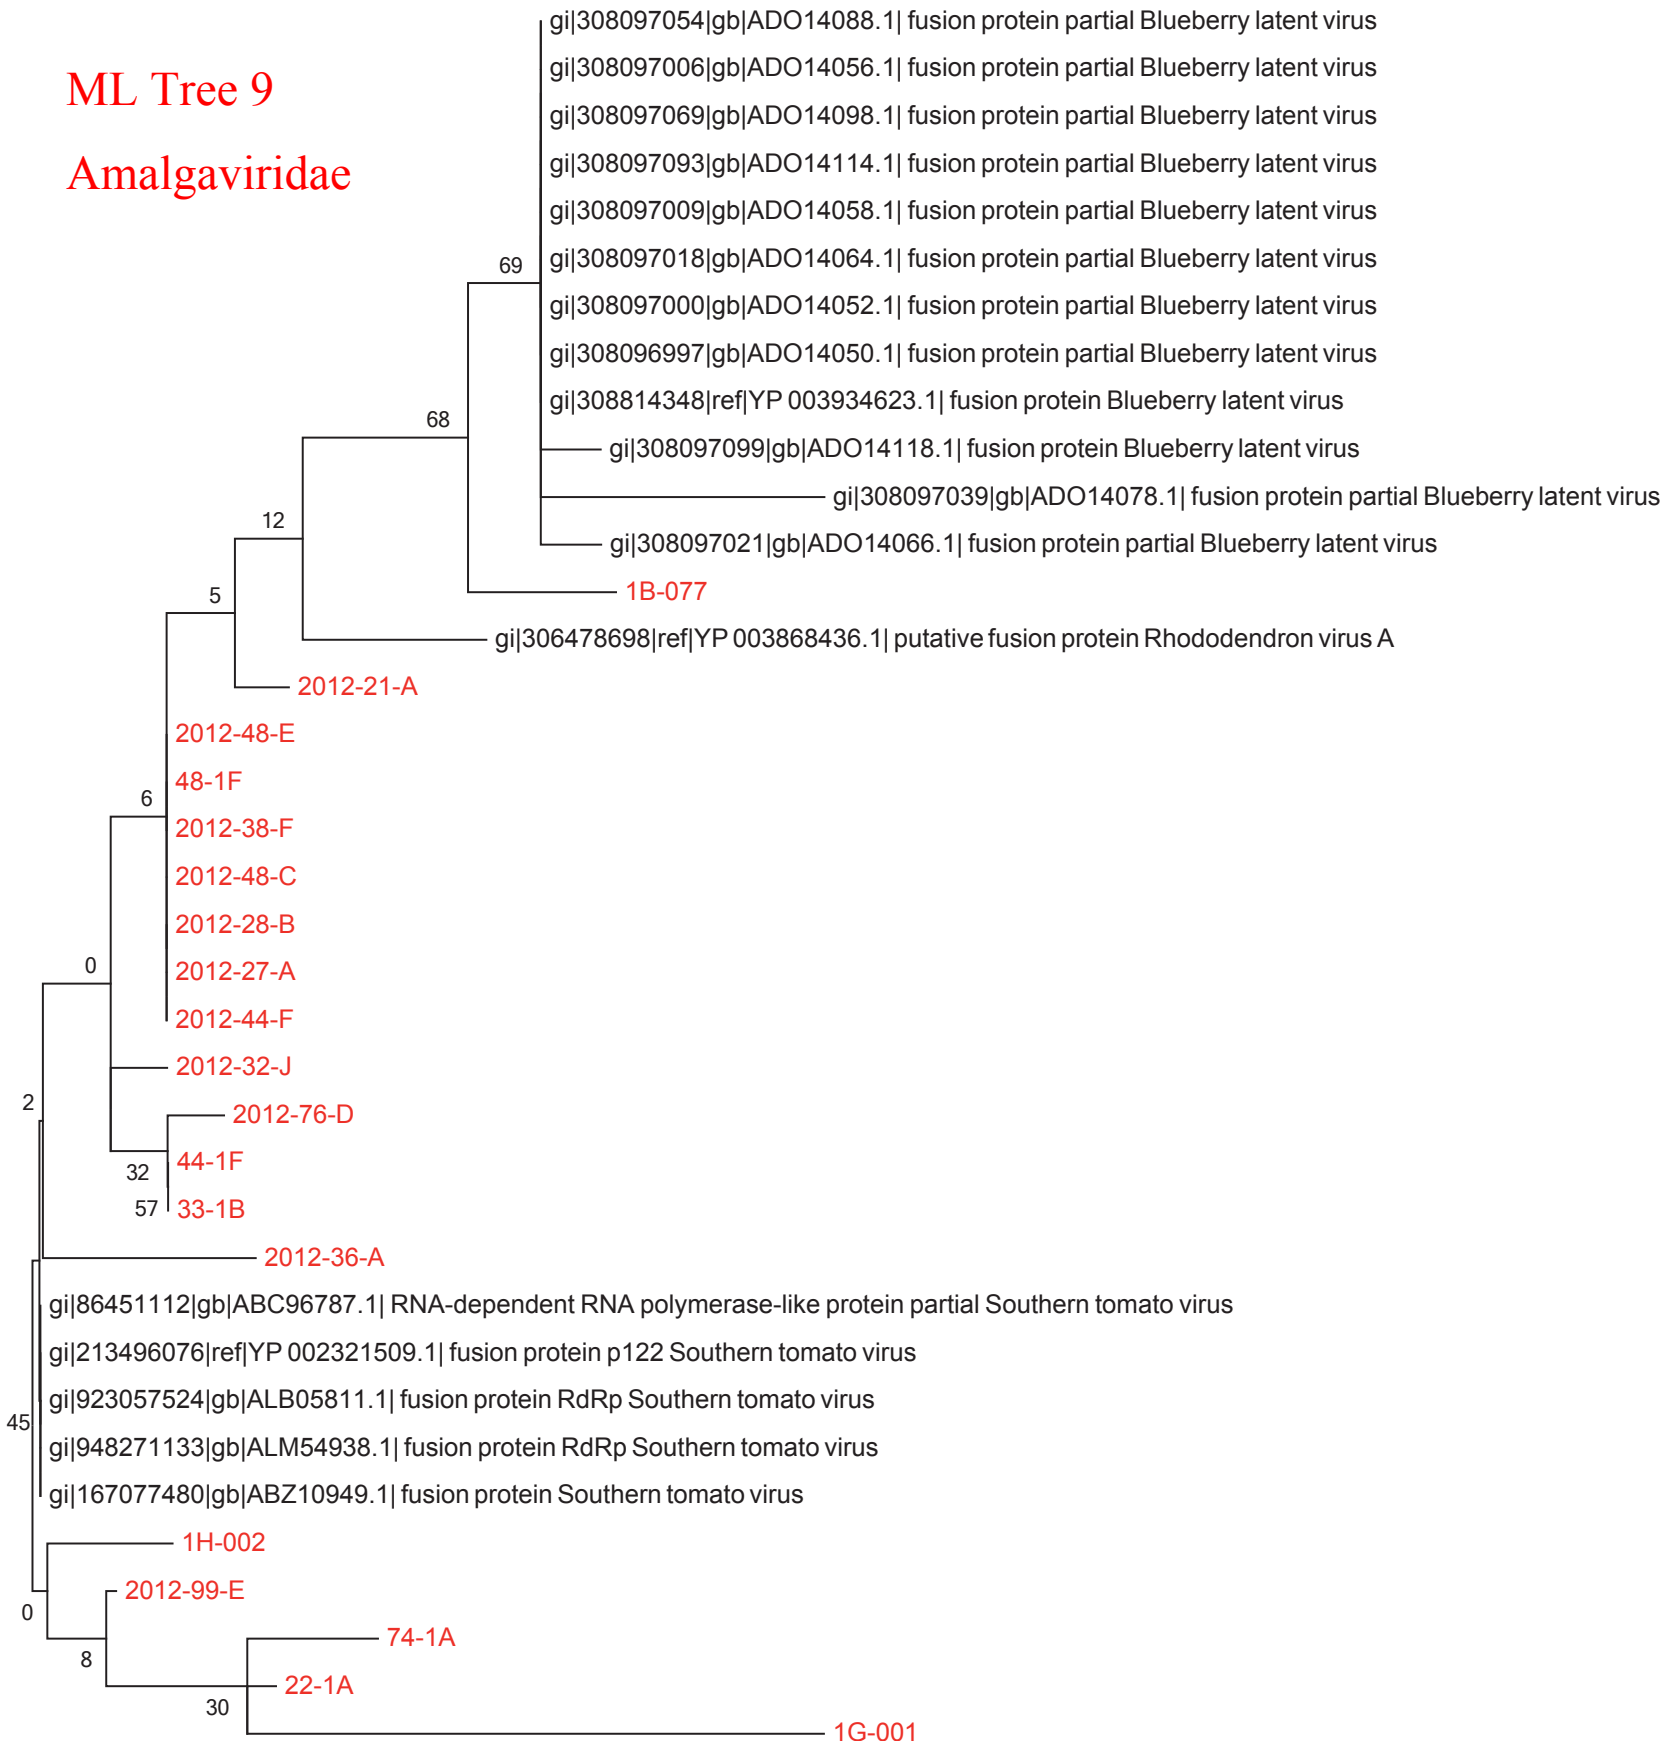 ML Tree 9
Amalgaviridae
gi|308097054|gb|ADO14088.1| fusion protein partial Blueberry latent virus
gi|308097006|gb|ADO14056.1| fusion protein partial Blueberry latent virus
gi|308097069|gb|ADO14098.1| fusion protein partial Blueberry latent virus
gi|308097093|gb|ADO14114.1| fusion protein partial Blueberry latent virus
gi|308097009|gb|ADO14058.1| fusion protein partial Blueberry latent virus
69
gi|308097018|gb|ADO14064.1| fusion protein partial Blueberry latent virus
gi|308097000|gb|ADO14052.1| fusion protein partial Blueberry latent virus
gi|308096997|gb|ADO14050.1| fusion protein partial Blueberry latent virus
gi|308814348|ref|YP 003934623.1| fusion protein Blueberry latent virus
68
gi|308097099|gb|ADO14118.1| fusion protein Blueberry latent virus
gi|308097039|gb|ADO14078.1| fusion protein partial Blueberry latent virus
12
gi|308097021|gb|ADO14066.1| fusion protein partial Blueberry latent virus
1B-077
5
gi|306478698|ref|YP 003868436.1| putative fusion protein Rhododendron virus A
2012-21-A
2012-48-E
48-1F
6
2012-38-F
2012-48-C
2012-28-B
0
2012-27-A
2012-44-F
2012-32-J
2
2012-76-D
44-1F
32
57
33-1B
2012-36-A
gi|86451112|gb|ABC96787.1| RNA-dependent RNA polymerase-like protein partial Southern tomato virus
gi|213496076|ref|YP 002321509.1| fusion protein p122 Southern tomato virus
gi|923057524|gb|ALB05811.1| fusion protein RdRp Southern tomato virus
45
gi|948271133|gb|ALM54938.1| fusion protein RdRp Southern tomato virus
gi|167077480|gb|ABZ10949.1| fusion protein Southern tomato virus
1H-002
2012-99-E
0
74-1A
8
22-1A
30
1G-001